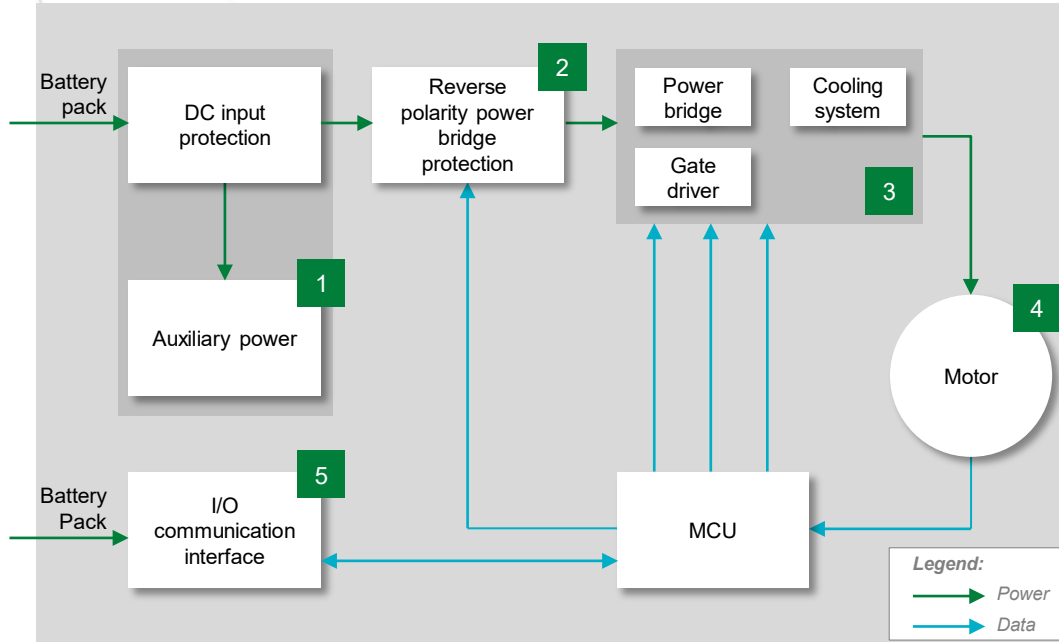 Battery
pack
DC input
protection
Reverse
polarity power
bridge
protection
2
Power
bridge
Cooling
system
Gate
driver
3
1
Auxiliary power
4
Motor
Battery
Pack
5
I/O
communication
interface
MCU
Legend:
Power
Data